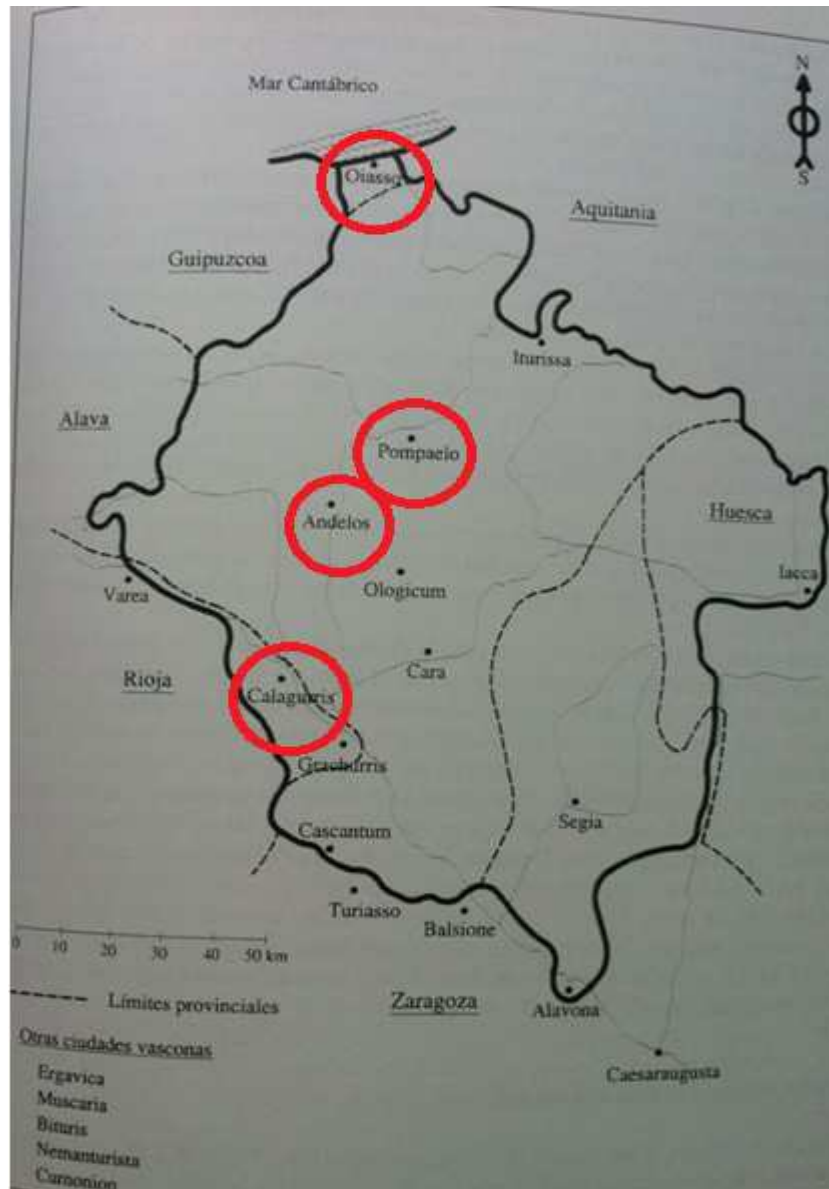 Mar Cantábrico
N
S
Oiasso
Aquitania
Guipuzcoa
Iturissa
Alava
Pompaelo
Huesca
Andelos
Iacca
Varea
Ologicum
Rioja
Cara
Calagurris
Grachurris
Segia
Cascantum
Turiasso
Balsione
0 10 20 30 40 50 km
Límites provinciales
Zaragoza
Alavona
Caesaraugusta
Otras ciudades vasconas
Ergavica
Muscaria
Bituris
Nemanturista
Curnonion